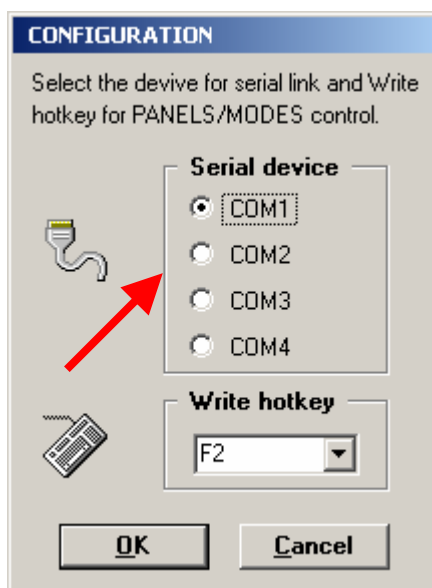 CONFIGURATION
Select the devive for serial link and Write
hotkey for PANELS/MODES control.
Serial device
COM1
COM2
COM3
COM4
Write hotkey
F2
OK
Cancel